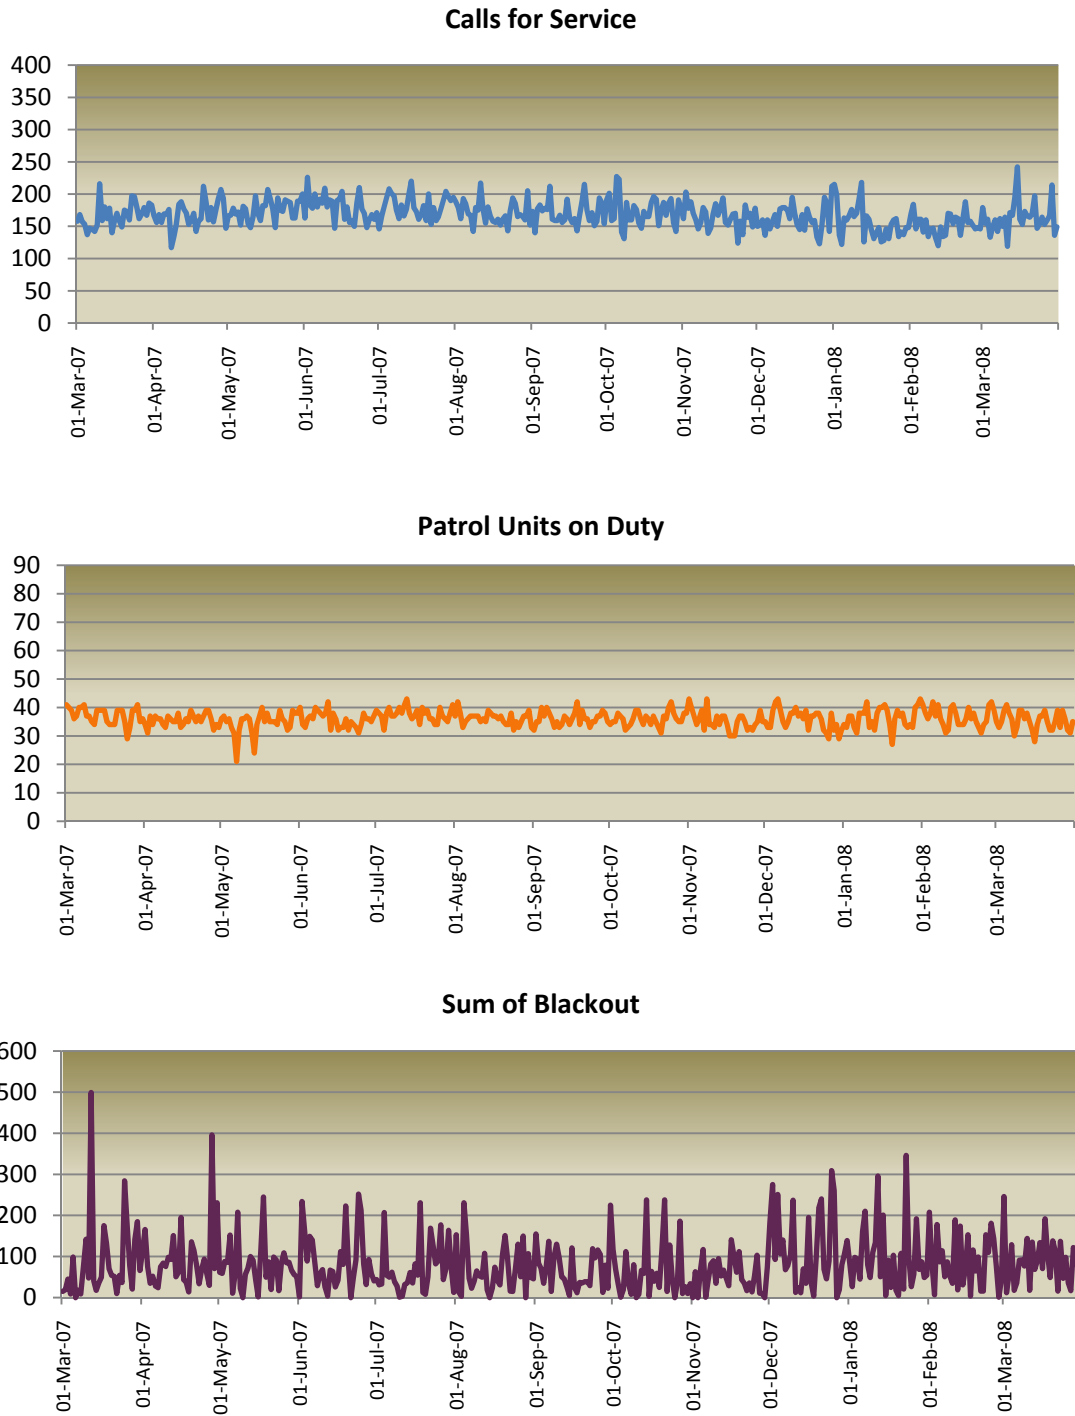 Calls for Service
400
350
300
250
200
150
100
50
0
01-Mar-07
01-Apr-07
01-May-07
01-Jun-07
01-Jul-07
01-Aug-07
01-Sep-07
01-Oct-07
01-Nov-07
01-Dec-07
01-Jan-08
01-Feb-08
01-Mar-08
Patrol Units on Duty
90
80
70
60
50
40
30
20
10
0
01-Mar-07
01-Apr-07
01-May-07
01-Jun-07
01-Jul-07
01-Aug-07
01-Sep-07
01-Oct-07
01-Nov-07
01-Dec-07
01-Jan-08
01-Feb-08
01-Mar-08
Sum of Blackout
600
500
400
300
200
100
0
01-Mar-07
01-Apr-07
01-May-07
01-Jun-07
01-Jul-07
01-Aug-07
01-Sep-07
01-Oct-07
01-Nov-07
01-Dec-07
01-Jan-08
01-Feb-08
01-Mar-08